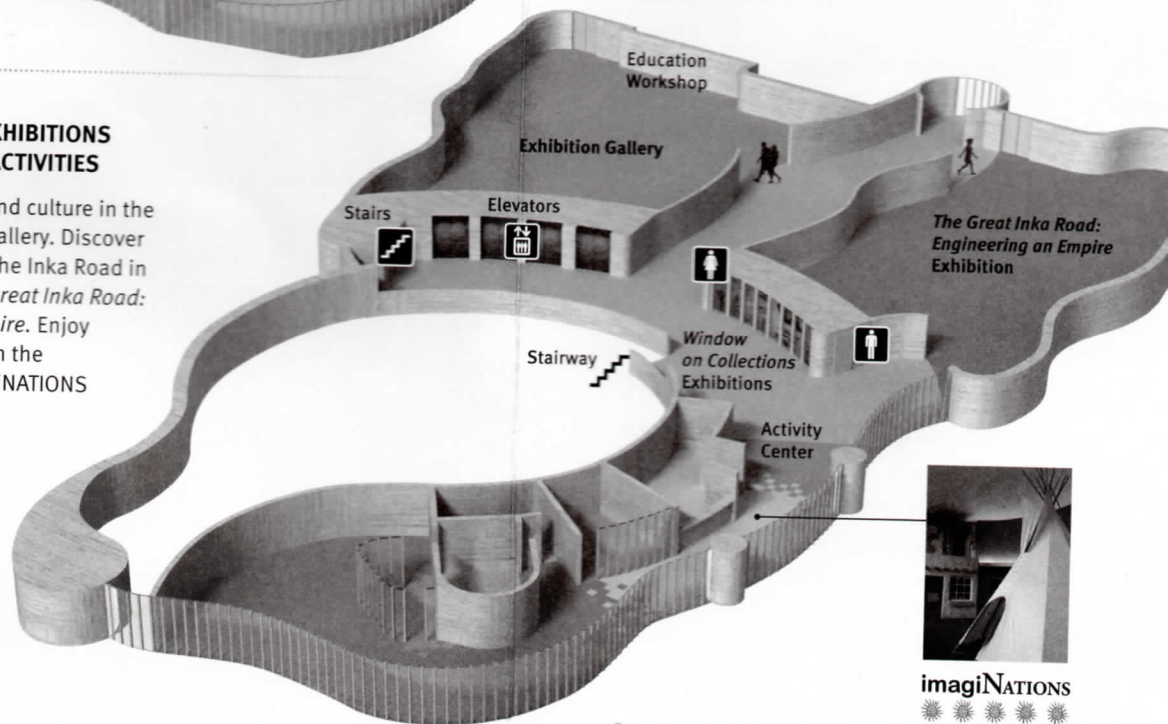 XHIBITIONS
CTIVITIES
nd culture in the
allery. Discover
he Inka Road in
reat Inka Road:
ire. Enjoy
n the
NATIONS
Education
Workshop
Exhibition Gallery
Stairs
Elevators
The Great Inka Road:
Engineering an Empire
Exhibition
Stairway
Window
on Collections
Exhibitions
Activity
Center
imagiNATIONS